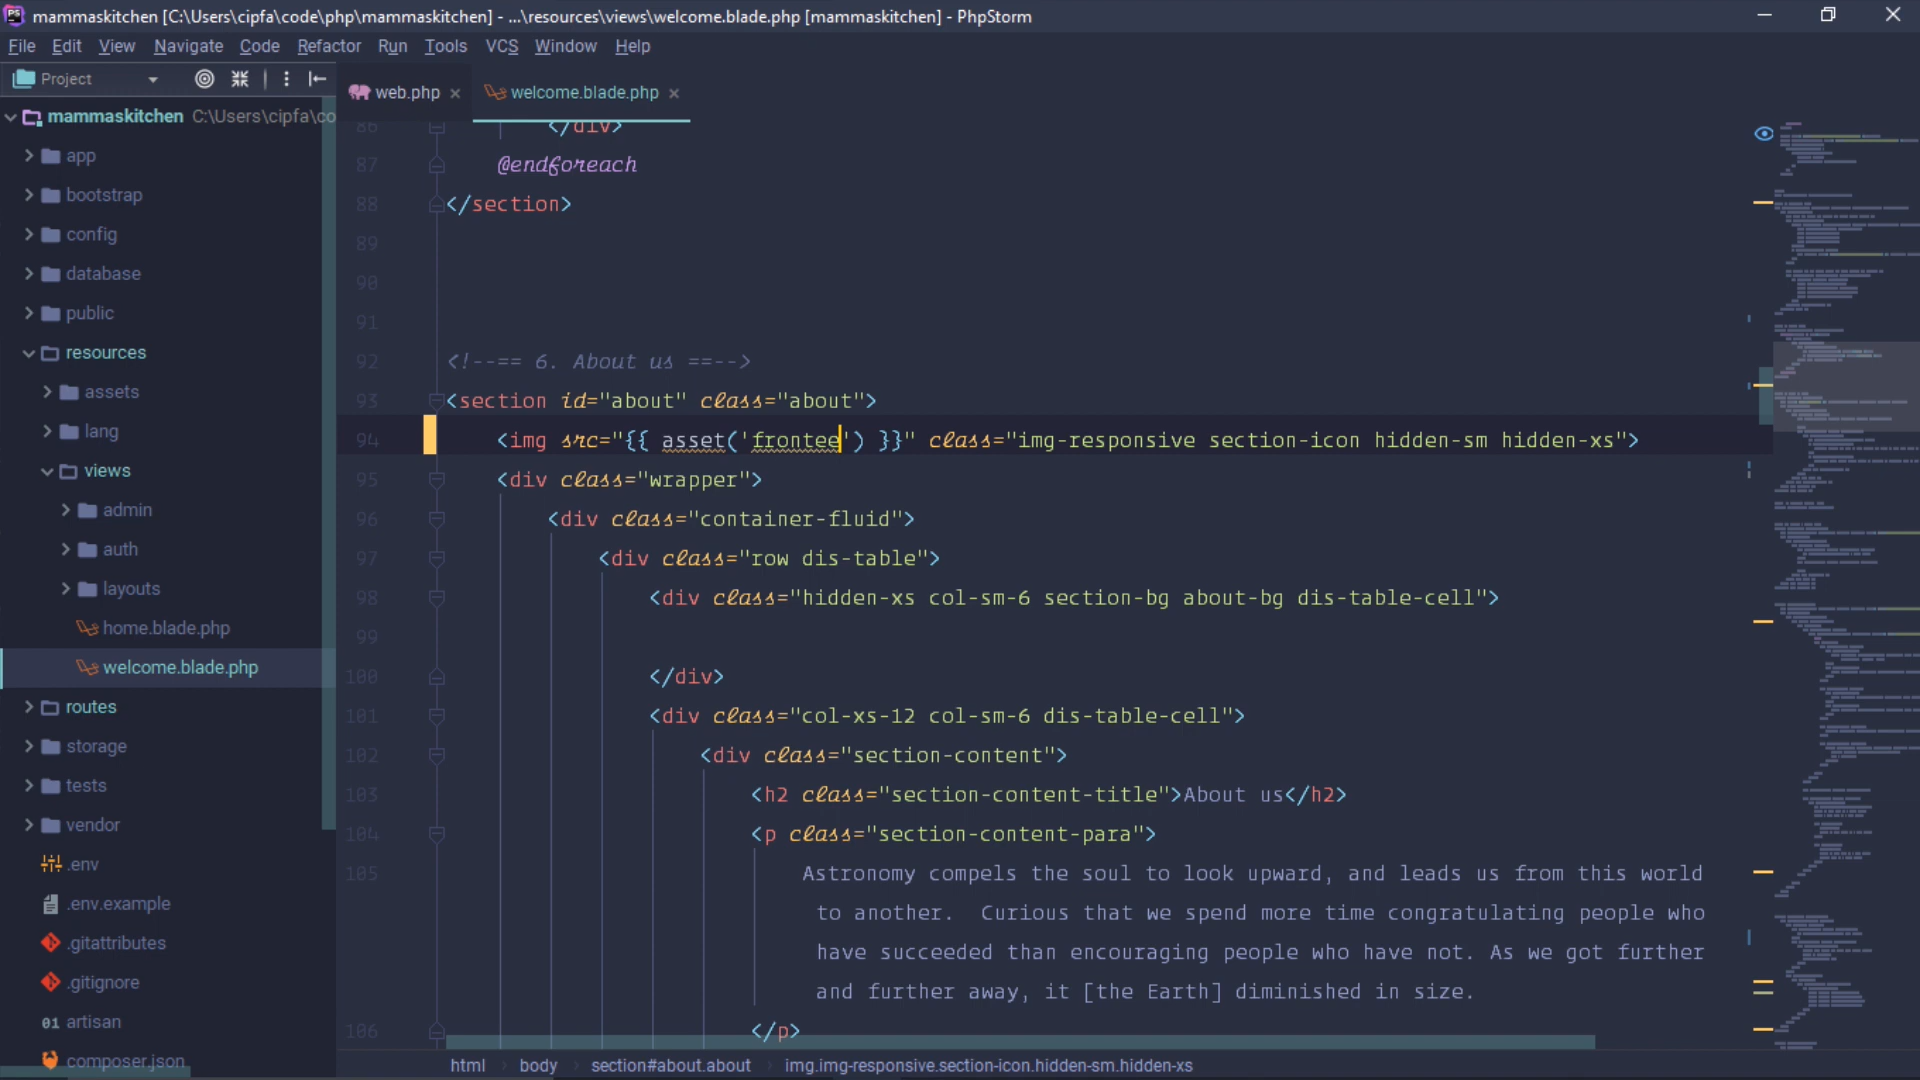 mammaskitchen [C:\Users\cipfa\code\php\mammaskitchen] - ...\resources\views\welcome.blade.php [mammaskitchen] - PhpStorm
File Edit View Navigate Code Refactor Run Tools VCS Window Help
Project
web.php
welcome.blade.php
mammaskitchen C:\Users\cipfa\co
app
bootstrap
config
database
public
resources
assets
lang
views
admin
auth
layouts
home.blade.php
welcome.blade.php
routes
storage
tests
vendor
.env
.env.example
.gitattributes
.gitignore
artisan
composer.json
86 </div>
87 @endforeach
88 </section>
89
90
91
92 <!--== 6. About us ==-->
93 <section id="about" class="about">
94 <img src="{{ asset('frontee') }}" class="img-responsive section-icon hidden-sm hidden-xs">
95 <div class="wrapper">
96 <div class="container-fluid">
97 <div class="row dis-table">
98 <div class="hidden-xs col-sm-6 section-bg about-bg dis-table-cell">
99
100 </div>
101 <div class="col-xs-12 col-sm-6 dis-table-cell">
102 <div class="section-content">
103 <h2 class="section-content-title">About us</h2>
104 <p class="section-content-para">
105 Astronomy compels the soul to look upward, and leads us from this world
to another.  Curious that we spend more time congratulating people who
have succeeded than encouraging people who have not. As we got further
and further away, it [the Earth] diminished in size.
106 </p>
html body section#about.about img.img-responsive.section-icon.hidden-sm.hidden-xs